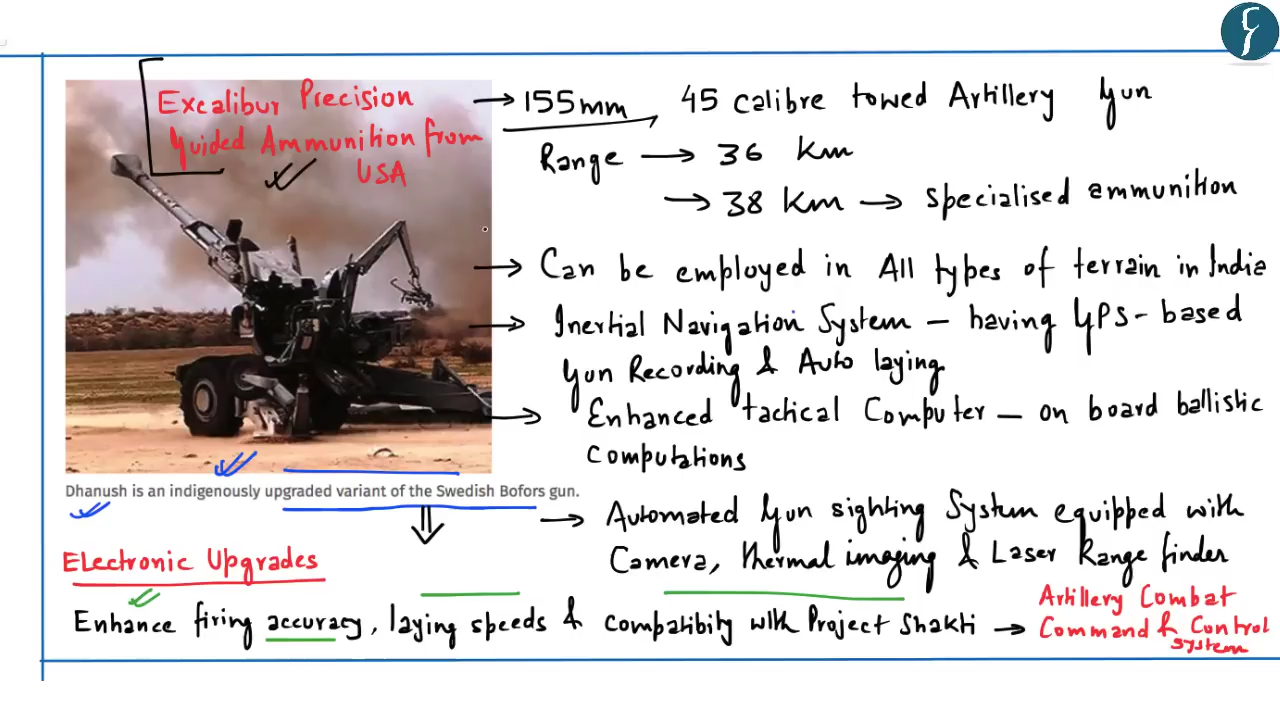 Excalibur Precision
Guided Ammunition from
USA
→ 155mm 45 Calibre towed Artillery Gun
Range → 36 Km
→ 38 Km → Specialised ammunition
→ Can be employed in All types of terrain in India
→ Inertial Navigation System – having GPS-based
Gun Recording & Auto laying
→ Enhanced tactical Computer – on board ballistic
Computations
Dhanush is an indigenously upgraded variant of the Swedish Bofors gun.
→ Automated Gun sighting System equipped with
Camera, thermal imaging & Laser Range finder
Electronic Upgrades
Enhance firing accuracy, laying speeds & compatibity with Project Shakti → Artillery Combat
Command & Control
System